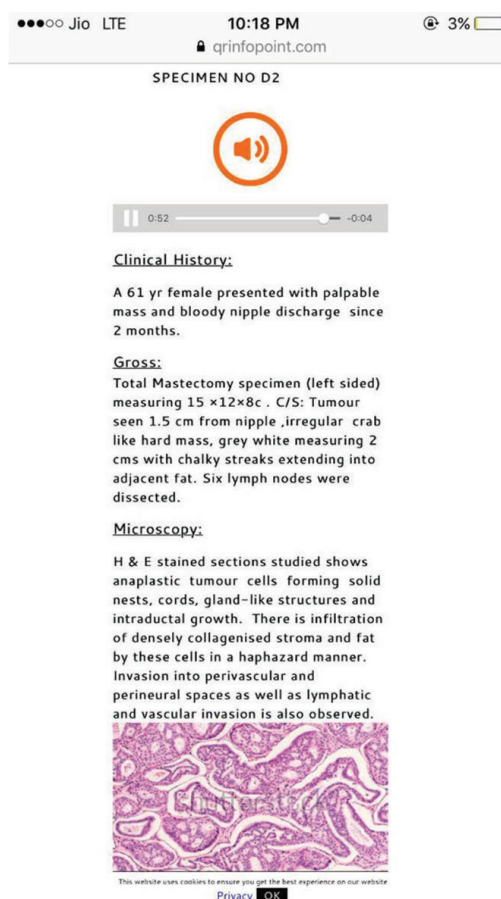 Jio LTE 10:18 PM 3%
qrinfopoint.com
SPECIMEN NO D2
0:52 -0:04
Clinical History:
A 61 yr female presented with palpable
mass and bloody nipple discharge since
2 months.
Gross:
Total Mastectomy specimen (left sided)
measuring 15 ×12×8c . C/S: Tumour
seen 1.5 cm from nipple ,irregular crab
like hard mass, grey white measuring 2
cms with chalky streaks extending into
adjacent fat. Six lymph nodes were
dissected.
Microscopy:
H & E stained sections studied shows
anaplastic tumour cells forming solid
nests, cords, gland-like structures and
intraductal growth. There is infiltration
of densely collagenised stroma and fat
by these cells in a haphazard manner.
Invasion into perivascular and
perineural spaces as well as lymphatic
and vascular invasion is also observed.
shutterstock
This website uses cookies to ensure you get the best experience on our website
Privacy OK